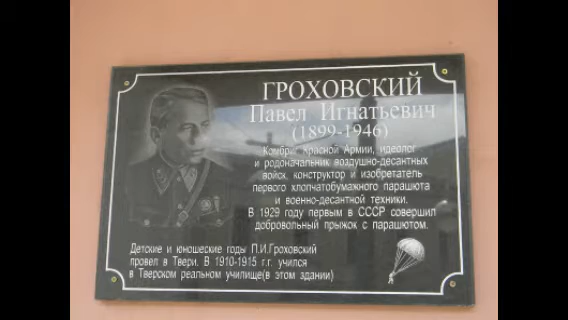 ГРОХОВСКИЙ
Павел Игнатьевич
(1899-1946)
Комбриг Красной Армии, идеолог
и родоначальник воздушно-десантных
войск, конструктор и изобретатель
первого хлопчатобумажного парашюта
и военно-десантной техники.
В 1929 году первым в СССР совершил
добровольный прыжок с парашютом.
Детские и юношеские годы П.И.Гроховский
провел в Твери. В 1910-1915 г.г. учился
в Тверском реальном училище(в этом здании)